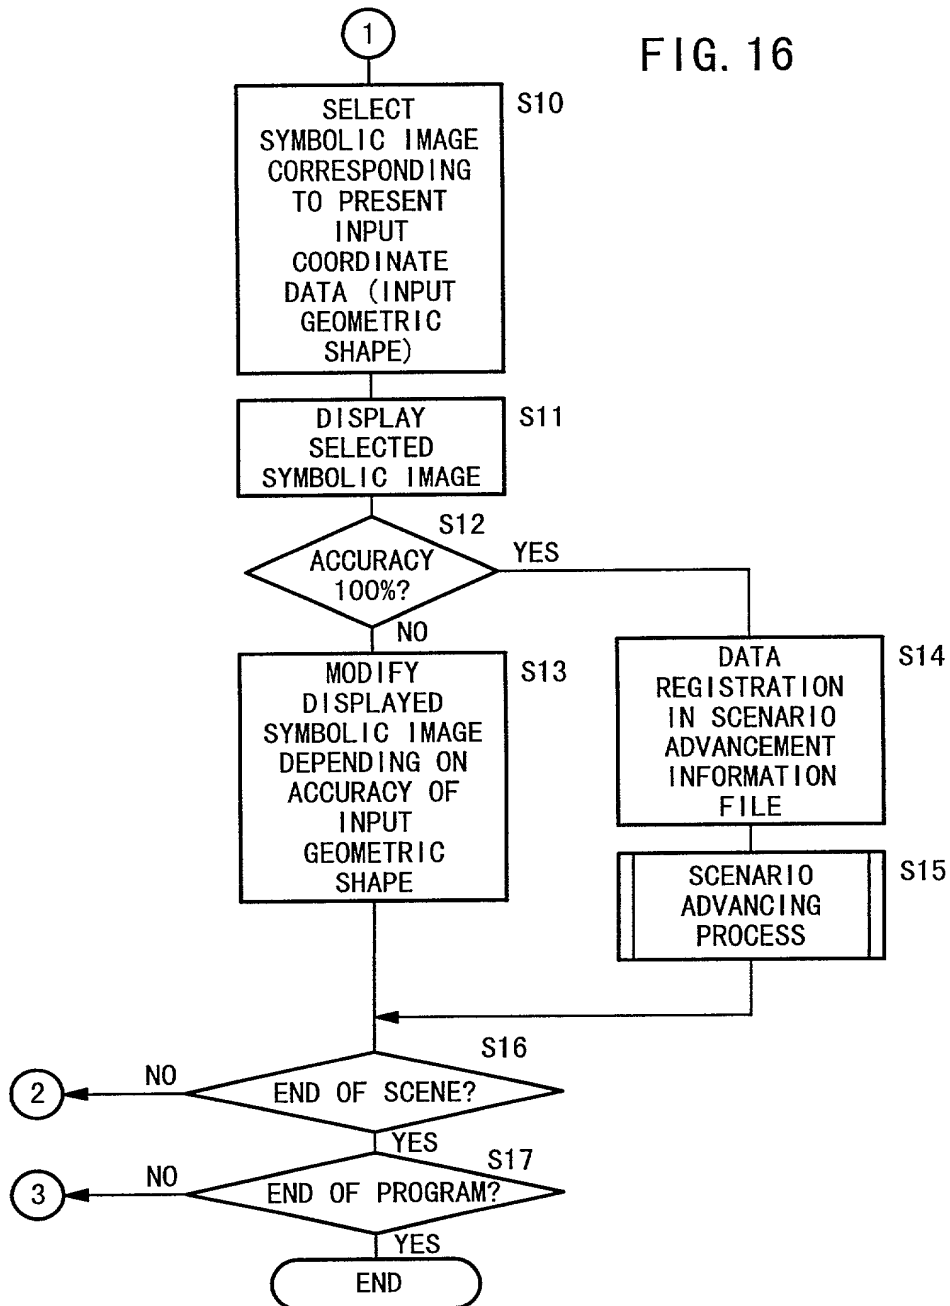 1
FIG. 16
S10
SELECT
SYMBOLIC IMAGE
CORRESPONDING
TO PRESENT
INPUT
COORDINATE
DATA (INPUT
GEOMETRIC
SHAPE)
S11
DISPLAY
SELECTED
SYMBOLIC IMAGE
S12
ACCURACY
100%?
YES
NO
S13
MODIFY
DISPLAYED
SYMBOLIC IMAGE
DEPENDING ON
ACCURACY OF
INPUT
GEOMETRIC
SHAPE
S14
DATA
REGISTRATION
IN SCENARIO
ADVANCEMENT
INFORMATION
FILE
S15
SCENARIO
ADVANCING
PROCESS
S16
END OF SCENE?
NO
2
YES
S17
END OF PROGRAM?
NO
3
YES
END